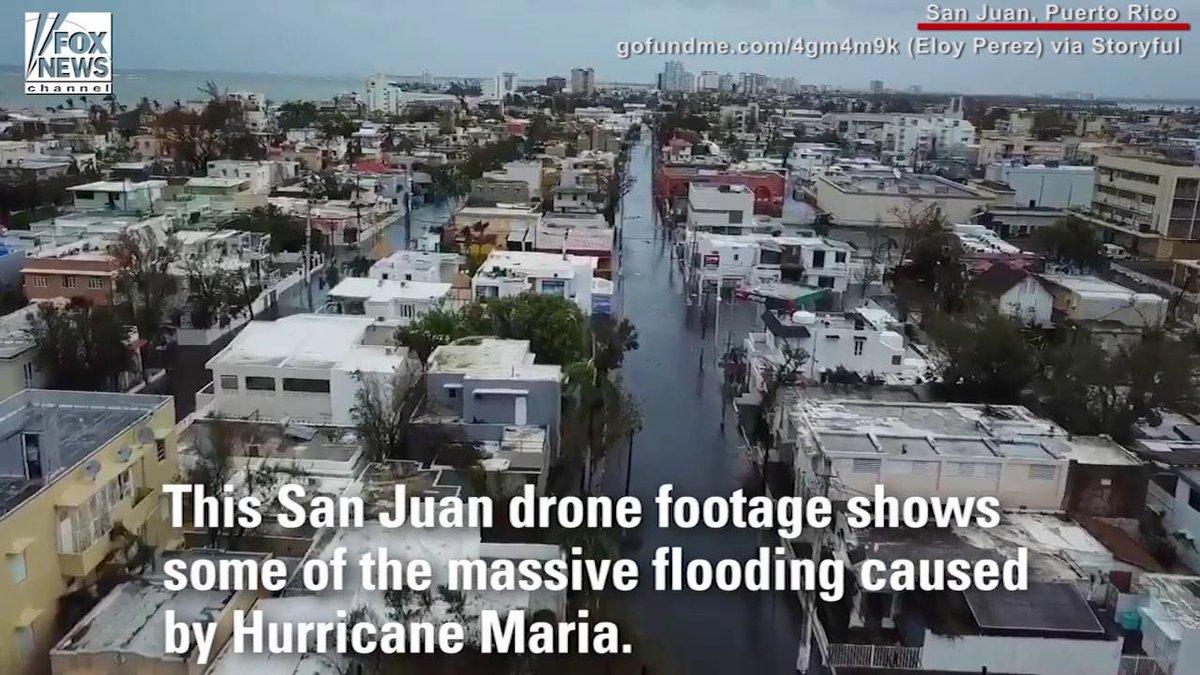 FOX
NEWS
channel
San Juan, Puerto Rico
gofundme.com/4gm4m9k (Eloy Perez) via Storyful
This San Juan drone footage shows
some of the massive flooding caused
by Hurricane Maria.